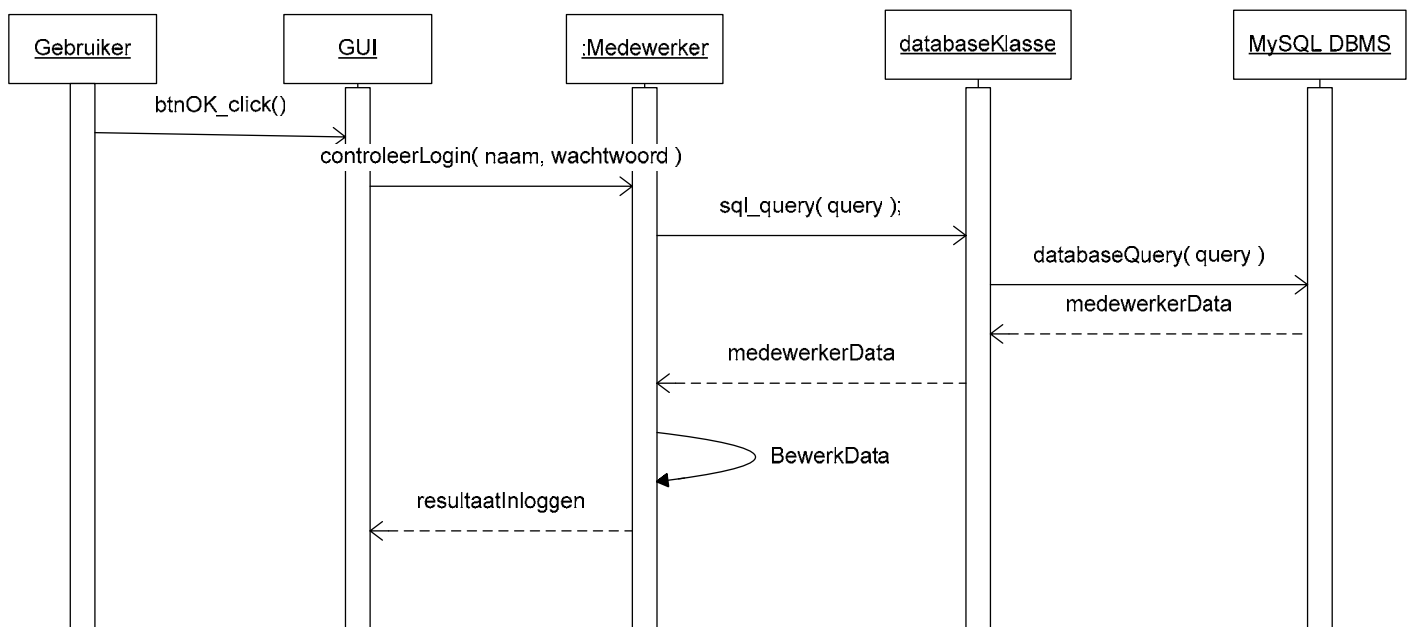 Gebruiker
GUI
:Medewerker
databaseKlasse
MySQL DBMS
btnOK_click()
controleerLogin( naam, wachtwoord )
sql_query( query );
databaseQuery( query )
medewerkerData
medewerkerData
BewerkData
resultaatInloggen